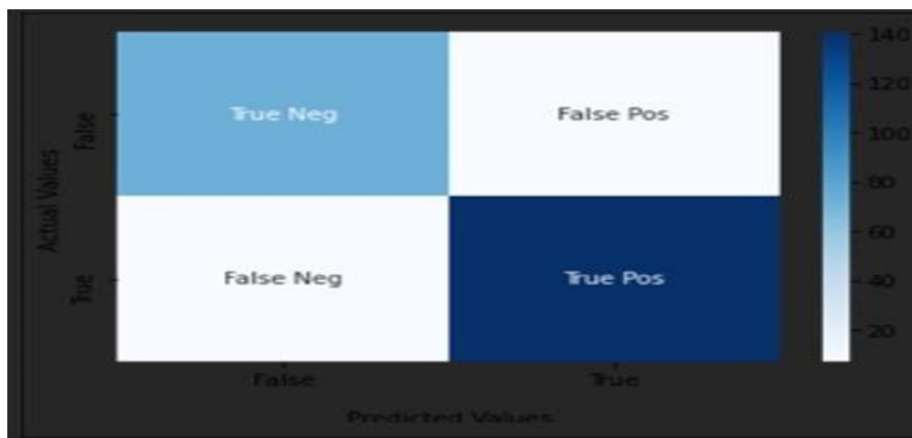 140
True Neg
False Pos
120
False
100
80
Actual Values
60
False Neg
True Pos
True
40
20
False
True
Predicted Values